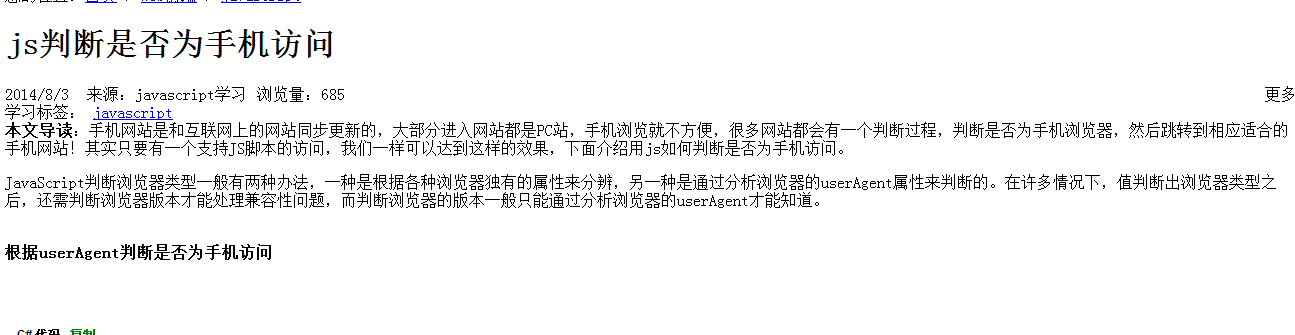 js判断是否为手机访问
2014/8/3 来源：javascript学习 浏览量：685 更多
学习标签： javascript
本文导读：手机网站是和互联网上的网站同步更新的，大部分进入网站都是PC站，手机浏览就不方便，很多网站都会有一个判断过程，判断是否为手机浏览器，然后跳转到相应适合的
手机网站！其实只要有一个支持JS脚本的访问，我们一样可以达到这样的效果，下面介绍用js如何判断是否为手机访问。
JavaScript判断浏览器类型一般有两种办法，一种是根据各种浏览器独有的属性来分辨，另一种是通过分析浏览器的userAgent属性来判断的。在许多情况下，值判断出浏览器类型之
后，还需判断浏览器版本才能处理兼容性问题，而判断浏览器的版本一般只能通过分析浏览器的userAgent才能知道。
根据userAgent判断是否为手机访问
C#代码 复制